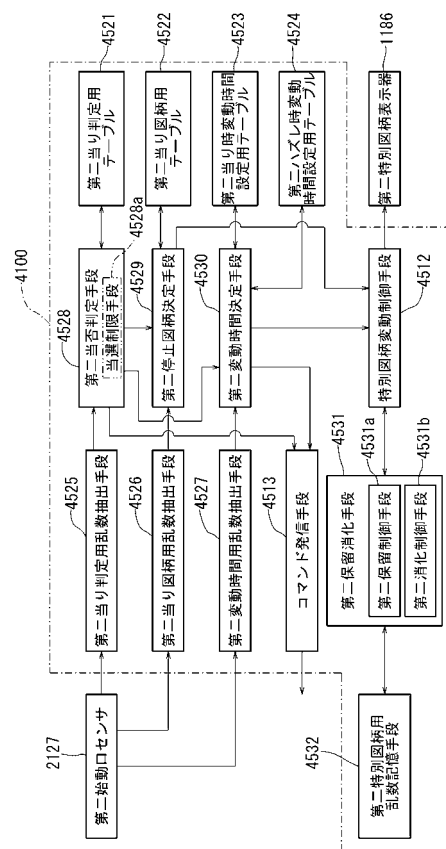 4100
2127
第二始動口センサ
4525
第二当り判定用乱数抽出手段
4526
第二当り図柄用乱数抽出手段
4527
第二変動時間用乱数抽出手段
4513
コマンド発信手段
4528
第二当否判定手段
当選制限手段
4528a
4529
第二停止図柄決定手段
4530
第二変動時間決定手段
4521
第二当り判定用
テーブル
4522
第二当り図柄用
テーブル
4523
第二当り時変動時間
設定用テーブル
4524
第二ハズレ時変動
時間設定用テーブル
1186
第二特別図柄表示器
4512
特別図柄変動制御手段
4531
第二保留消化手段
4531a
第二保留制御手段
4531b
第二消化制御手段
4532
第二特別図柄用
乱数記憶手段